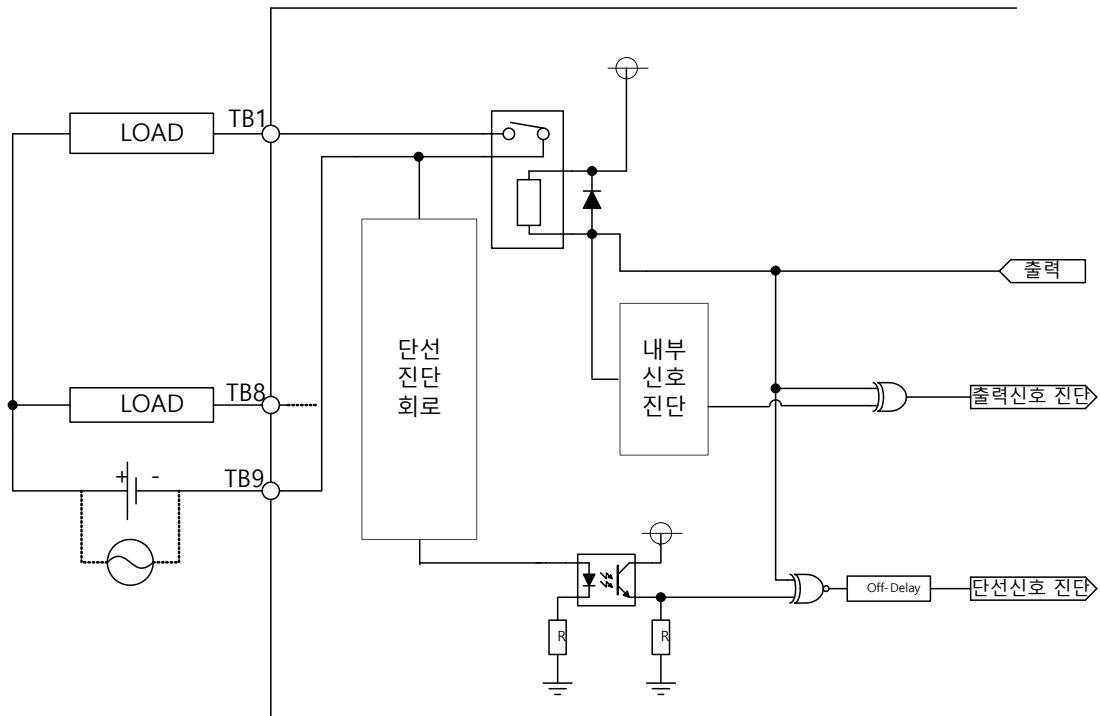 TB1
LOAD
출력
단선
진단
회로
내부
신호
진단
TB8
LOAD
출력신호 진단
TB9
+ -
Off-Delay
단선신호 진단
R
R